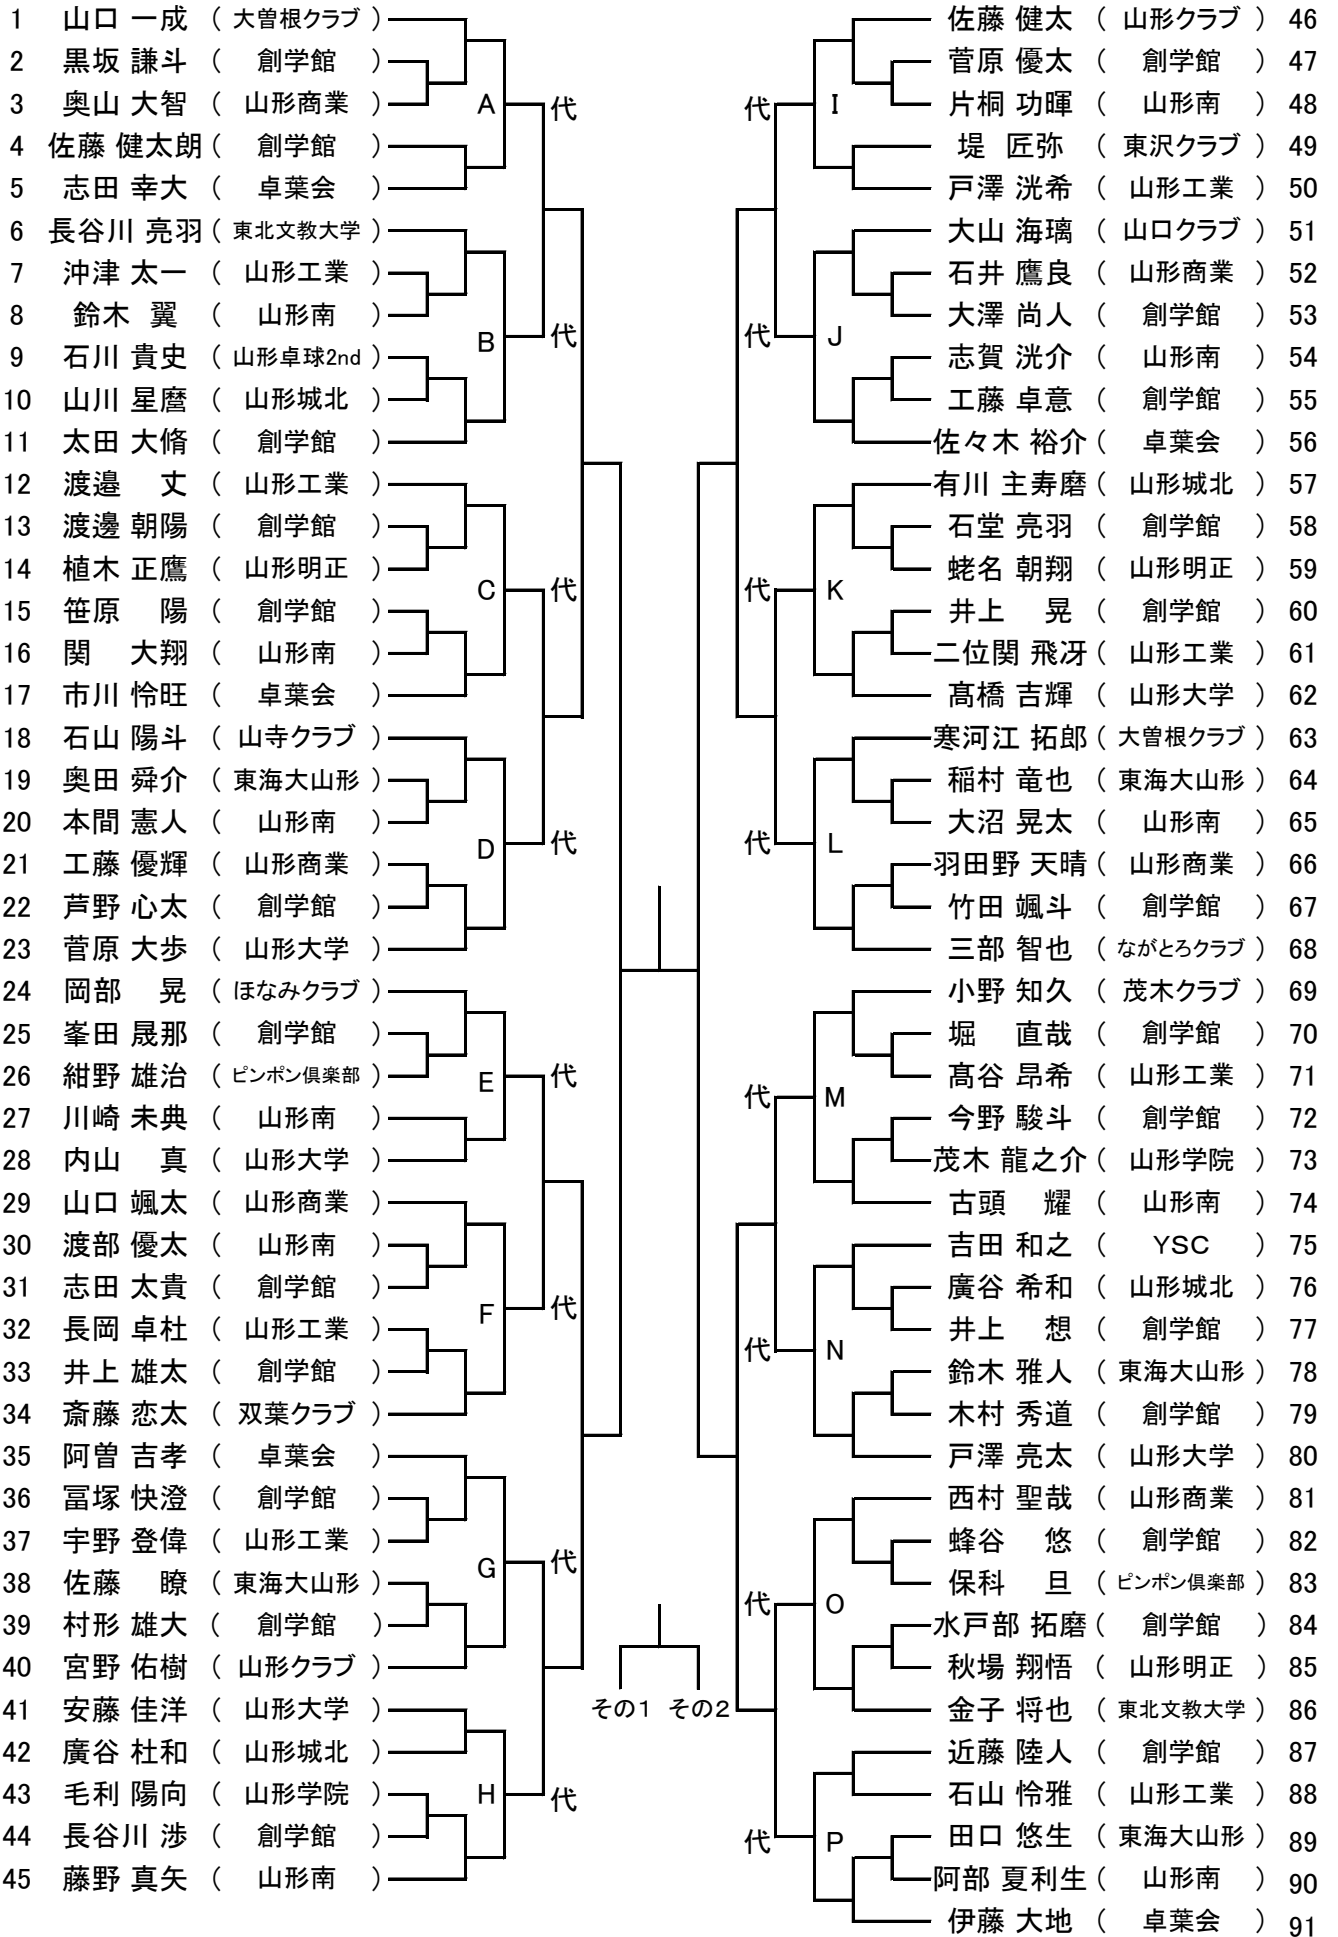 1 山口 一成 ( 大曽根クラブ )
2 黒坂 謙斗 ( 創学館 )
3 奥山 大智 ( 山形商業 )
4 佐藤 健太朗 ( 創学館 )
5 志田 幸大 ( 卓葉会 )
6 長谷川 亮羽 ( 東北文教大学 )
7 沖津 太一 ( 山形工業 )
8 鈴木 翼 ( 山形南 )
9 石川 貴史 ( 山形卓球2nd )
10 山川 星麿 ( 山形城北 )
11 太田 大脩 ( 創学館 )
12 渡邉 丈 ( 山形工業 )
13 渡邊 朝陽 ( 創学館 )
14 植木 正鷹 ( 山形明正 )
15 笹原 陽 ( 創学館 )
16 関 大翔 ( 山形南 )
17 市川 怜旺 ( 卓葉会 )
18 石山 陽斗 ( 山寺クラブ )
19 奥田 舜介 ( 東海大山形 )
20 本間 憲人 ( 山形南 )
21 工藤 優輝 ( 山形商業 )
22 芦野 心太 ( 創学館 )
23 菅原 大歩 ( 山形大学 )
24 岡部 晃 ( ほなみクラブ )
25 峯田 晟那 ( 創学館 )
26 紺野 雄治 ( ピンポン倶楽部 )
27 川崎 未典 ( 山形南 )
28 内山 真 ( 山形大学 )
29 山口 颯太 ( 山形商業 )
30 渡部 優太 ( 山形南 )
31 志田 太貴 ( 創学館 )
32 長岡 卓杜 ( 山形工業 )
33 井上 雄太 ( 創学館 )
34 斎藤 恋太 ( 双葉クラブ )
35 阿曽 吉孝 ( 卓葉会 )
36 冨塚 快澄 ( 創学館 )
37 宇野 登偉 ( 山形工業 )
38 佐藤 瞭 ( 東海大山形 )
39 村形 雄大 ( 創学館 )
40 宮野 佑樹 ( 山形クラブ )
41 安藤 佳洋 ( 山形大学 )
42 廣谷 杜和 ( 山形城北 )
43 毛利 陽向 ( 山形学院 )
44 長谷川 渉 ( 創学館 )
45 藤野 真矢 ( 山形南 )
A 代
B 代
C 代
D 代
E 代
F 代
G 代
H 代
その1 その2
代 I
代 J
代 K
代 L
代 M
代 N
代 O
代 P
佐藤 健太 ( 山形クラブ ) 46
菅原 優太 ( 創学館 ) 47
片桐 功暉 ( 山形南 ) 48
堤 匠弥 ( 東沢クラブ ) 49
戸澤 洸希 ( 山形工業 ) 50
大山 海璃 ( 山口クラブ ) 51
石井 鷹良 ( 山形商業 ) 52
大澤 尚人 ( 創学館 ) 53
志賀 洸介 ( 山形南 ) 54
工藤 卓意 ( 創学館 ) 55
佐々木 裕介 ( 卓葉会 ) 56
有川 主寿磨 ( 山形城北 ) 57
石堂 亮羽 ( 創学館 ) 58
蛯名 朝翔 ( 山形明正 ) 59
井上 晃 ( 創学館 ) 60
二位関 飛冴 ( 山形工業 ) 61
髙橋 吉輝 ( 山形大学 ) 62
寒河江 拓郎 ( 大曽根クラブ ) 63
稲村 竜也 ( 東海大山形 ) 64
大沼 晃太 ( 山形南 ) 65
羽田野 天晴 ( 山形商業 ) 66
竹田 颯斗 ( 創学館 ) 67
三部 智也 ( ながとろクラブ ) 68
小野 知久 ( 茂木クラブ ) 69
堀 直哉 ( 創学館 ) 70
髙谷 昂希 ( 山形工業 ) 71
今野 駿斗 ( 創学館 ) 72
茂木 龍之介 ( 山形学院 ) 73
古頭 耀 ( 山形南 ) 74
吉田 和之 ( YSC ) 75
廣谷 希和 ( 山形城北 ) 76
井上 想 ( 創学館 ) 77
鈴木 雅人 ( 東海大山形 ) 78
木村 秀道 ( 創学館 ) 79
戸澤 亮太 ( 山形大学 ) 80
西村 聖哉 ( 山形商業 ) 81
蜂谷 悠 ( 創学館 ) 82
保科 旦 ( ピンポン倶楽部 ) 83
水戸部 拓磨 ( 創学館 ) 84
秋場 翔悟 ( 山形明正 ) 85
金子 将也 ( 東北文教大学 ) 86
近藤 陸人 ( 創学館 ) 87
石山 怜雅 ( 山形工業 ) 88
田口 悠生 ( 東海大山形 ) 89
阿部 夏利生 ( 山形南 ) 90
伊藤 大地 ( 卓葉会 ) 91